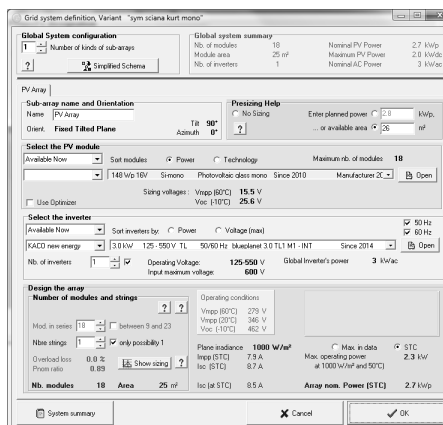 Grid system definition, Variant "sym sciana kurt mono"
Global System configuration
1 Number of kinds of sub-arrays
? Simplified Schema
Global system summary
Nb. of modules 18 Nominal PV Power 2.7 kWp
Module area 25 m² Maximum PV Power 2.0 kWdc
Nb. of inverters 1 Nominal AC Power 3 kWac
PV Array
Sub-array name and Orientation
Name PV Array
Orient. Fixed Tilted Plane Tilt 90°
Azimuth 0°
Presizing Help
No Sizing Enter planned power 2.8 kWp,
? ... or available area 26 m²
Select the PV module
Available Now Sort modules Power Technology Maximum nb. of modules 18
148 Wp 16V Si-mono Photovoltaic glass mono Since 2010 Manufacturer 2 Open
Sizing voltages : Vmpp (60°C) 15.5 V
Use Optimizer Voc (-10°C) 25.6 V
Select the inverter
50 Hz
Available Now Sort inverters by: Power Voltage (max) 60 Hz
KACO new energy 3.0 kW 125 - 550 V TL 50/60 Hz blueplanet 3.0 TL1 M1 - INT Since 2014 Open
Nb. of inverters 1 Operating Voltage: 125-550 V Global Inverter's power 3 kWac
Input maximum voltage: 600 V
Design the array
Number of modules and strings
? ?
Mod. in series 18 between 9 and 23
Nbre strings 1 only possibility 1
Overload loss 0.0 %
Pnom ratio 0.89 Show sizing ?
Nb. modules 18 Area 25 m²
Operating conditions
Vmpp (60°C) 279 V
Vmpp (20°C) 346 V
Voc (-10°C) 462 V
Plane irradiance 1000 W/m² Max. in data STC
Impp (STC) 7.9 A Max. operating power 2.3 kW
Isc (STC) 8.7 A at 1000 W/m² and 50°C)
Isc (at STC) 8.5 A Array nom. Power (STC) 2.7 kWp
System summary Cancel OK